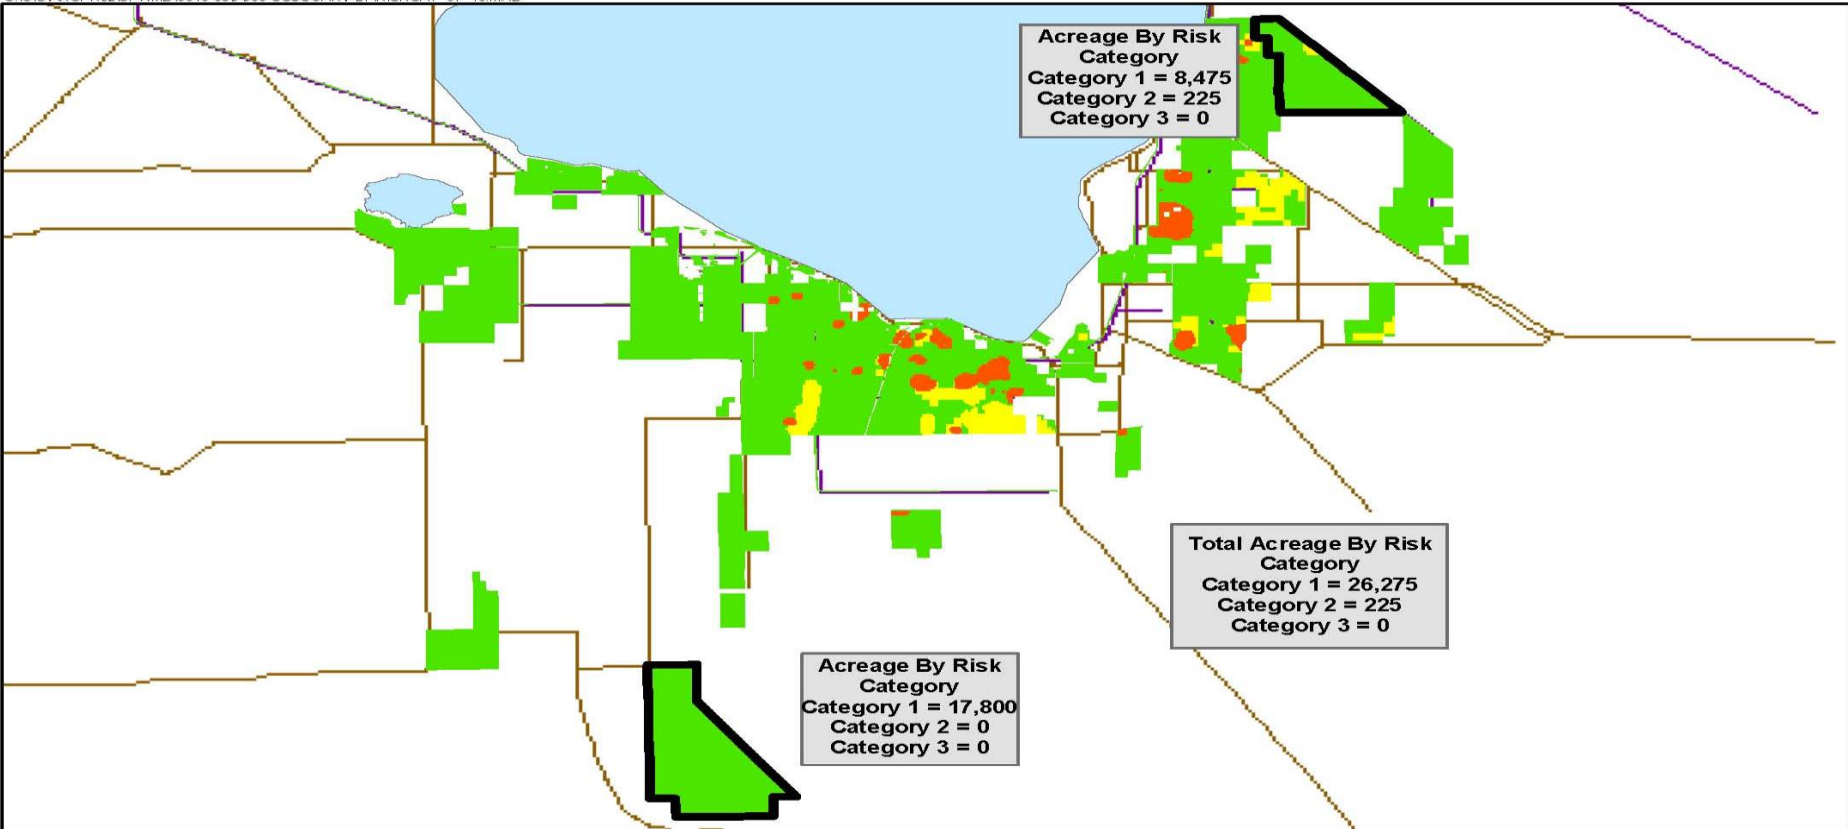 Acreage By Risk
Category
Category 1 = 8,475
Category 2 = 225
Category 3 = 0
Total Acreage By Risk
Category
Category 1 = 26,275
Category 2 = 225
Category 3 = 0
Acreage By Risk
Category
Category 1 = 17,800
Category 2 = 0
Category 3 = 0